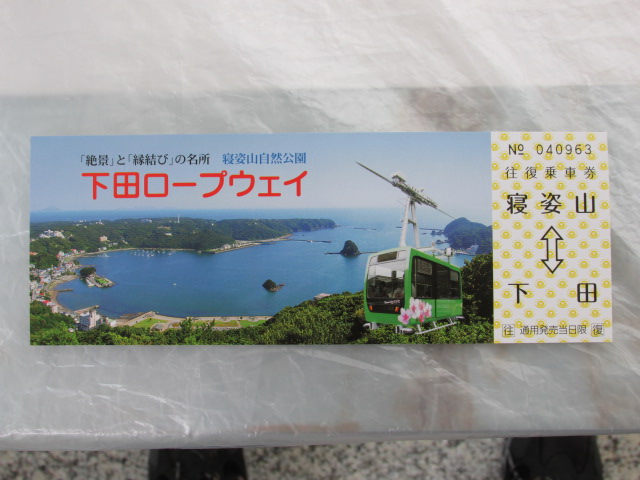 「絶景」と「縁結び」の名所 寝姿山自然公園
下田ロープウェイ
№ 040963
往復乗車券
寝姿山
⇕
下田
往 通用発売当日限 復